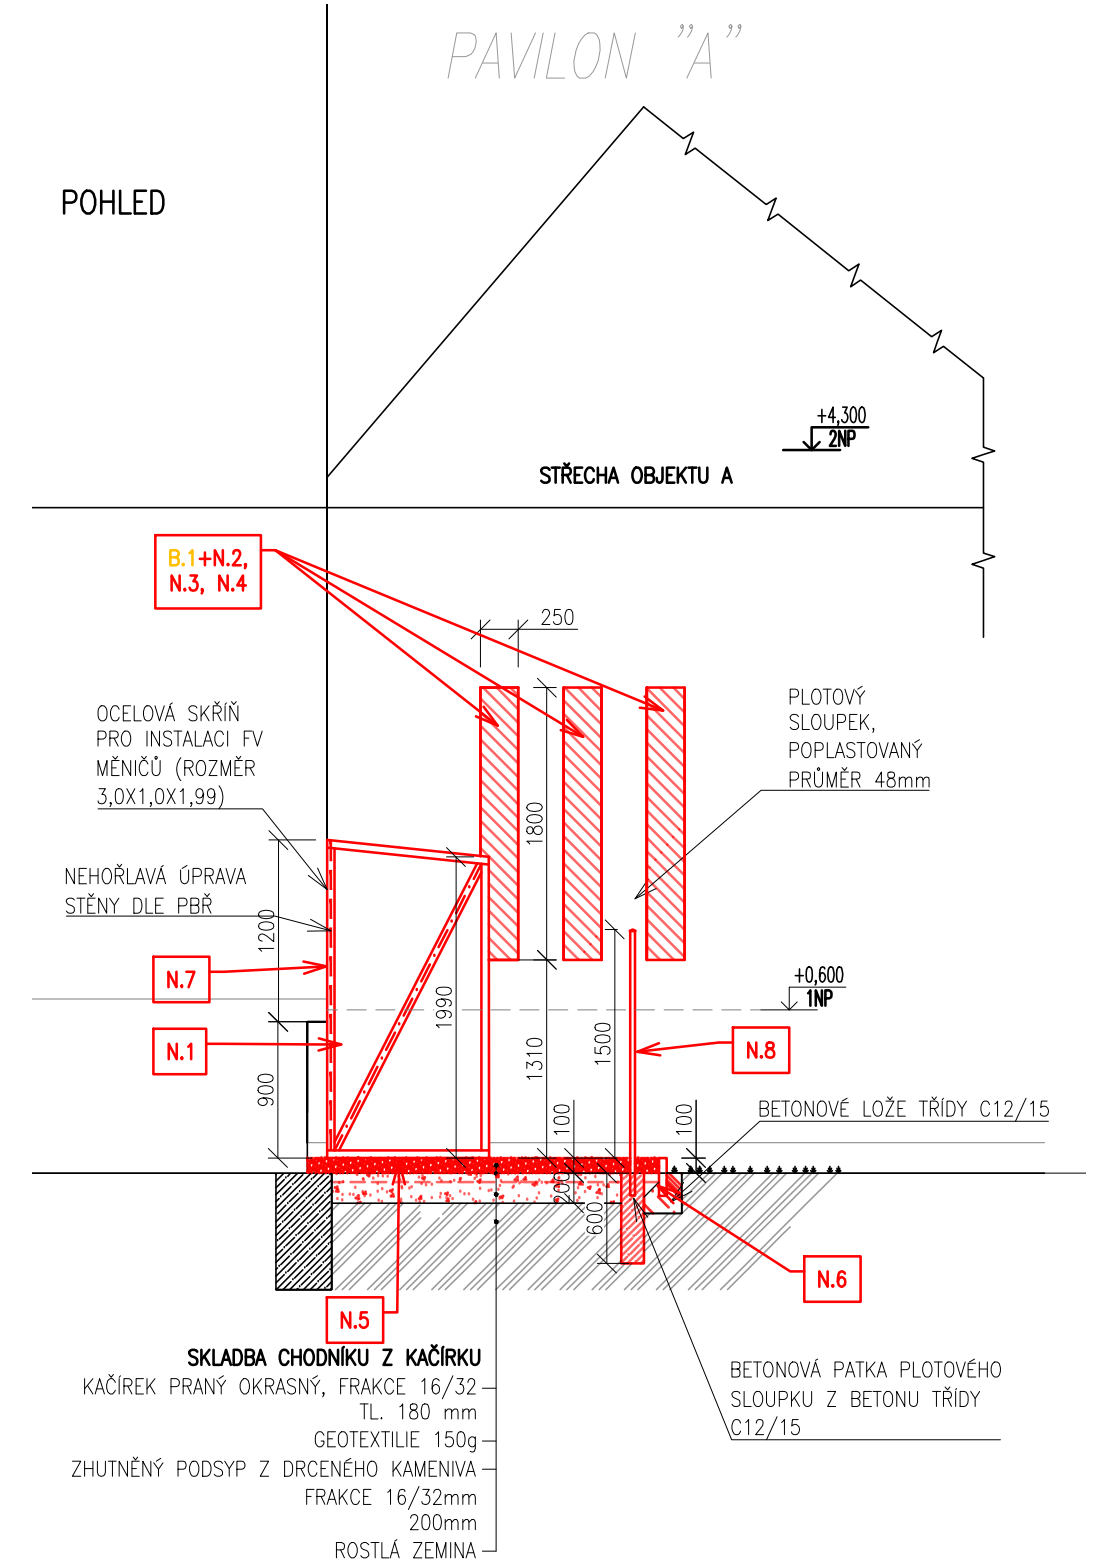 PAVILON "A"
POHLED
+4,300
2NP
STŘECHA OBJEKTU A
B.1+N.2,
N.3, N.4
250
OCELOVÁ SKŘÍŇ
PRO INSTALACI FV
MĚNIČŮ (ROZMĚR
3,0X1,0X1,99)
PLOTOVÝ
SLOUPEK,
POPLASTOVANÝ
PRŮMĚR 48mm
1800
NEHOŘLAVÁ ÚPRAVA
STĚNY DLE PBŘ
1200
N.7
+0,600
1NP
1990
1500
1310
N.1
N.8
900
100
100
BETONOVÉ LOŽE TŘÍDY C12/15
200
600
N.6
N.5
SKLADBA CHODNÍKU Z KAČÍRKU
KAČÍREK PRANÝ OKRASNÝ, FRAKCE 16/32
TL. 180 mm
GEOTEXTILIE 150g
ZHUTNĚNÝ PODSYP Z DRCENÉHO KAMENIVA
FRAKCE 16/32mm
200mm
ROSTLÁ ZEMINA
BETONOVÁ PATKA PLOTOVÉHO
SLOUPKU Z BETONU TŘÍDY
C12/15